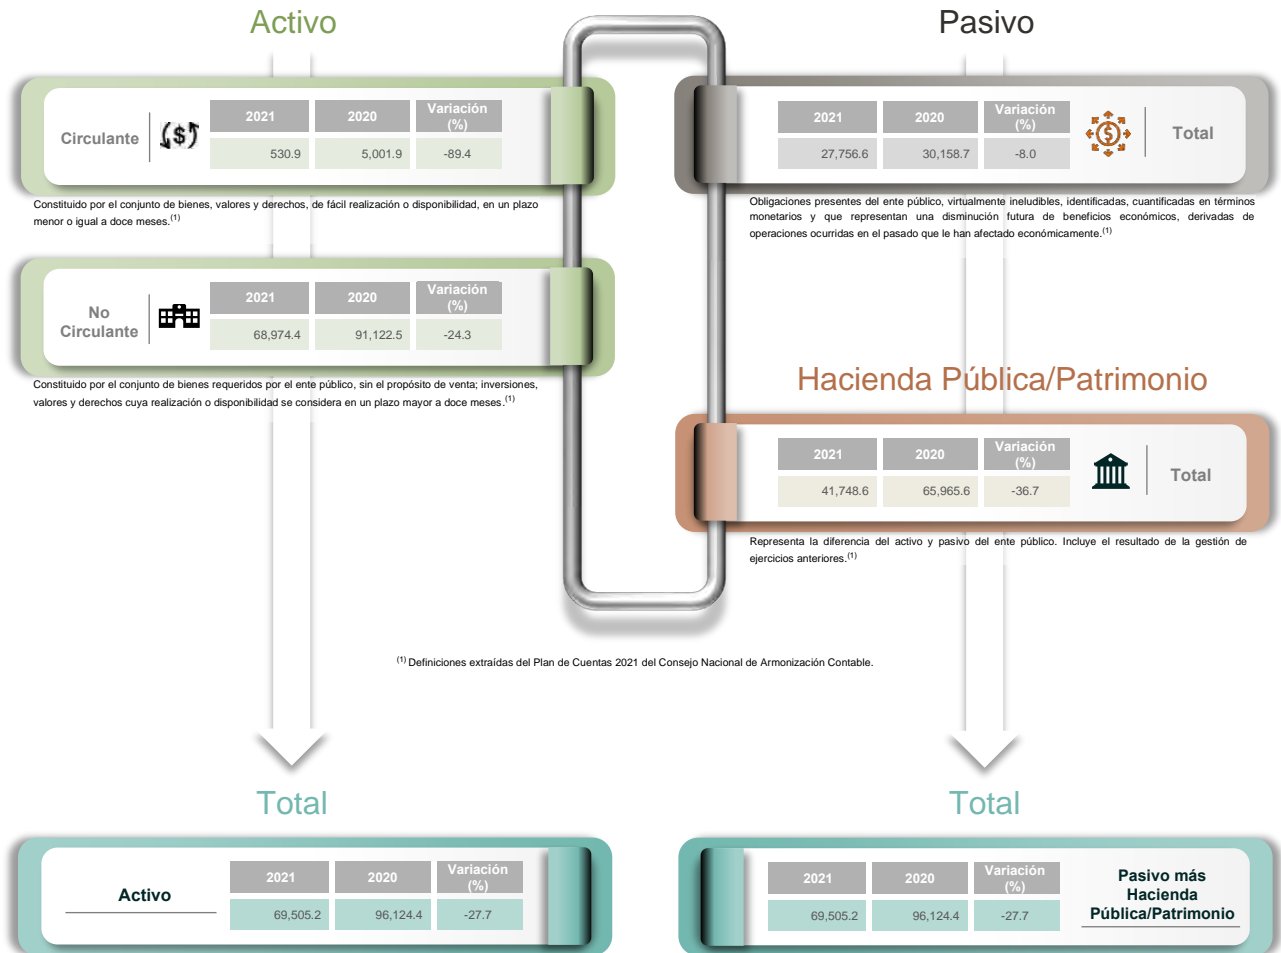 Activo
Circulante
2021 2020 Variación (%)
530.9 5,001.9 -89.4
Constituido por el conjunto de bienes, valores y derechos, de fácil realización o disponibilidad, en un plazo
menor o igual a doce meses.(1)
No
Circulante
2021 2020 Variación (%)
68,974.4 91,122.5 -24.3
Constituido por el conjunto de bienes requeridos por el ente público, sin el propósito de venta; inversiones,
valores y derechos cuya realización o disponibilidad se considera en un plazo mayor a doce meses.(1)
Pasivo
2021 2020 Variación (%)
27,756.6 30,158.7 -8.0
Total
Obligaciones presentes del ente público, virtualmente ineludibles, identificadas, cuantificadas en términos
monetarios y que representan una disminución futura de beneficios económicos, derivadas de
operaciones ocurridas en el pasado que le han afectado económicamente.(1)
Hacienda Pública/Patrimonio
2021 2020 Variación (%)
41,748.6 65,965.6 -36.7
Total
Representa la diferencia del activo y pasivo del ente público. Incluye el resultado de la gestión de
ejercicios anteriores.(1)
(1) Definiciones extraídas del Plan de Cuentas 2021 del Consejo Nacional de Armonización Contable.
Total
Activo
2021 2020 Variación (%)
69,505.2 96,124.4 -27.7
Total
2021 2020 Variación (%)
69,505.2 96,124.4 -27.7
Pasivo más
Hacienda
Pública/Patrimonio